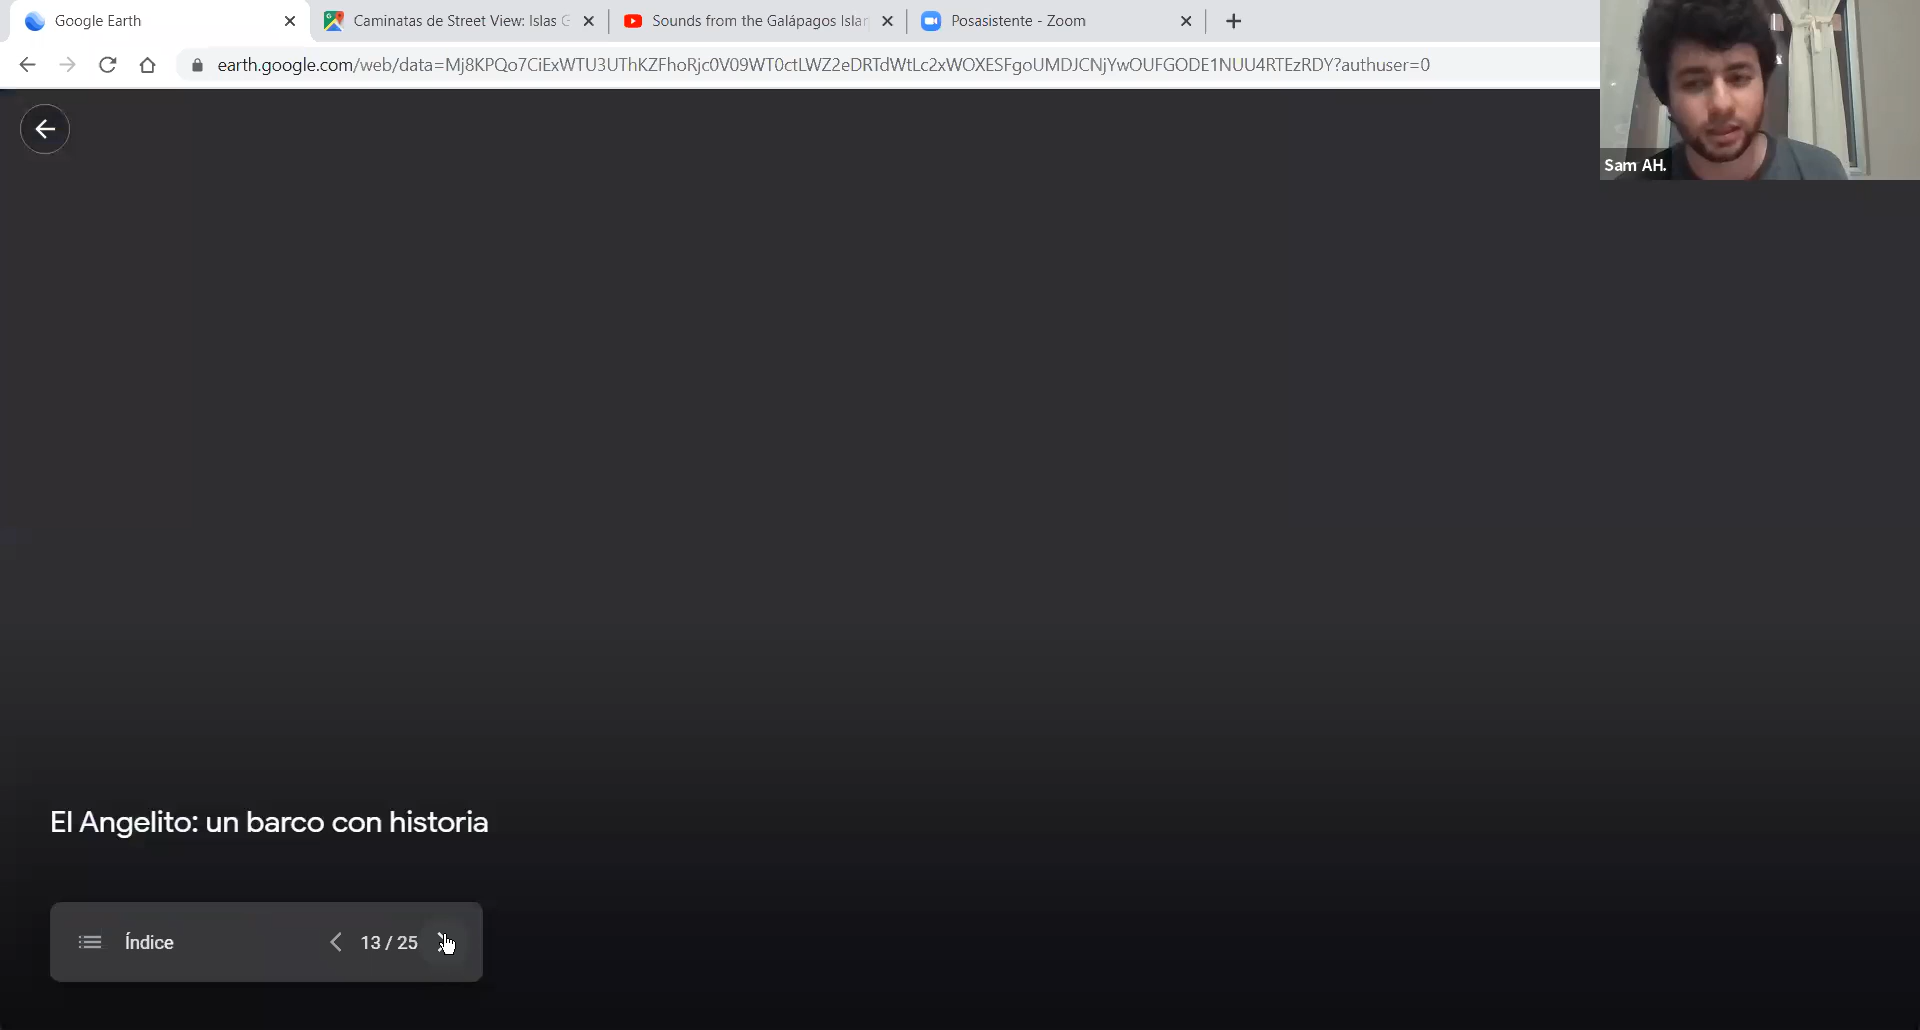 Google Earth
Caminatas de Street View: Islas G
Sounds from the Galápagos Islan
Posasistente - Zoom
earth.google.com/web/data=Mj8KPQo7CiExWTU3UThKZFhoRjc0V09WT0ctLWZ2eDRTdWtLc2xWOXESFgoUMDJCNjYwOUFGODE1NUU4RTEzRDY?authuser=0
Sam AH.
El Angelito: un barco con historia
Índice
13 / 25